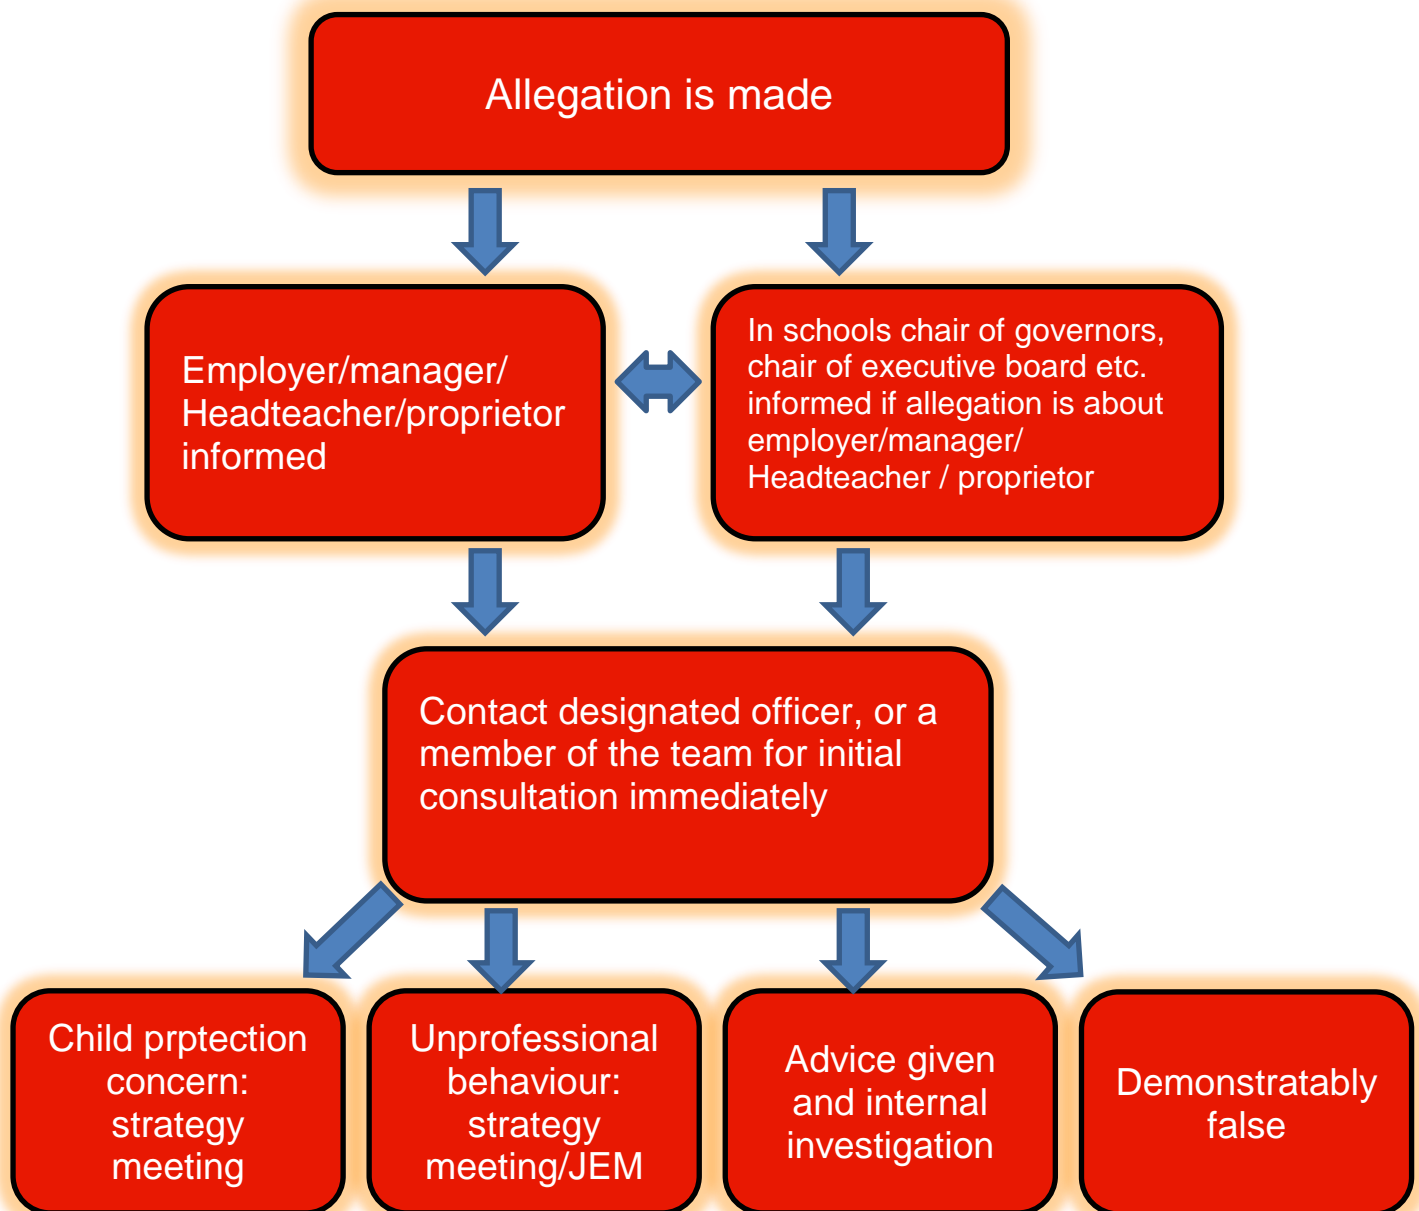 Allegation is made
Employer/manager/
Headteacher/proprietor
informed
In schools chair of governors,
chair of executive board etc.
informed if allegation is about
employer/manager/
Headteacher / proprietor
Contact designated officer, or a
member of the team for initial
consultation immediately
Child prptection
concern:
strategy
meeting
Unprofessional
behaviour:
strategy
meeting/JEM
Advice given
and internal
investigation
Demonstratably
false